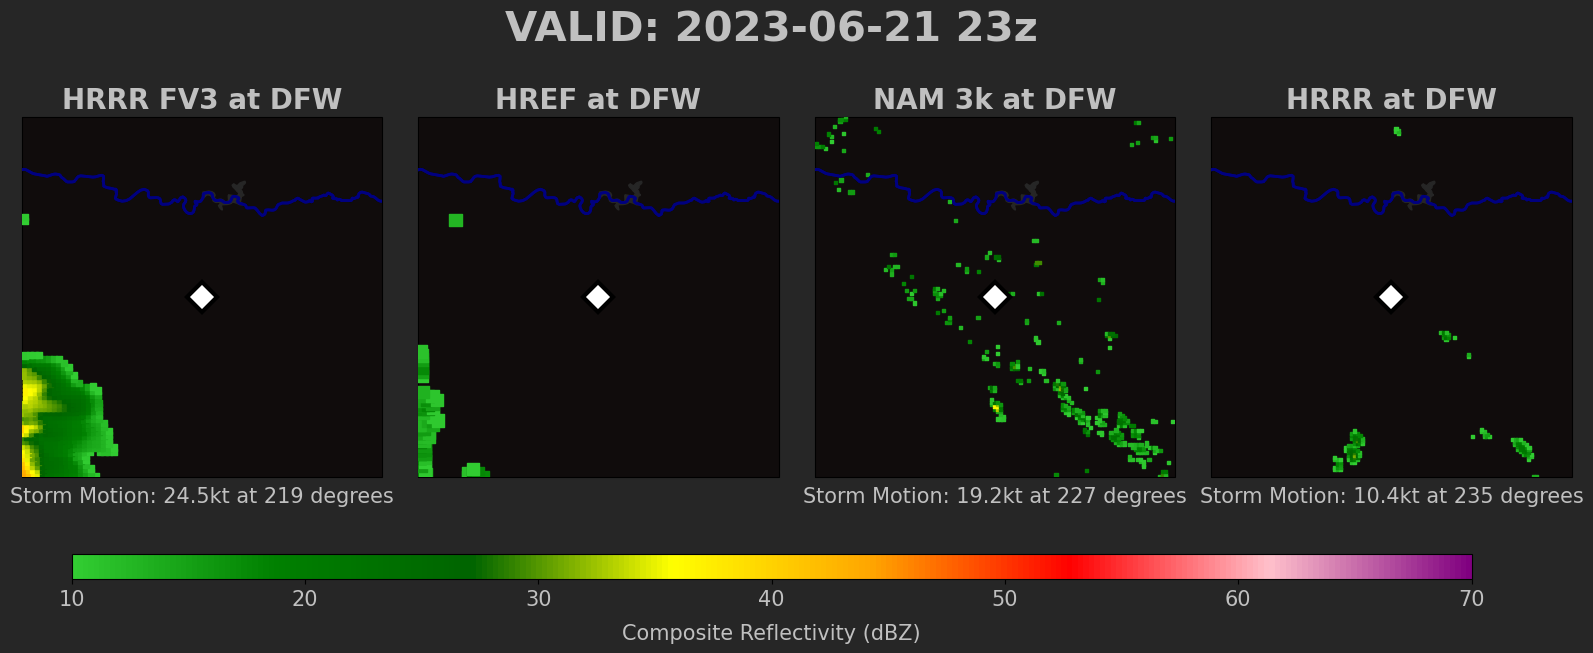 VALID: 2023-06-21 23z
HRRR FV3 at DFW
HREF at DFW
NAM 3k at DFW
HRRR at DFW
Storm Motion: 24.5kt at 219 degrees
Storm Motion: 19.2kt at 227 degrees
Storm Motion: 10.4kt at 235 degrees
10 20 30 40 50 60 70
Composite Reflectivity (dBZ)